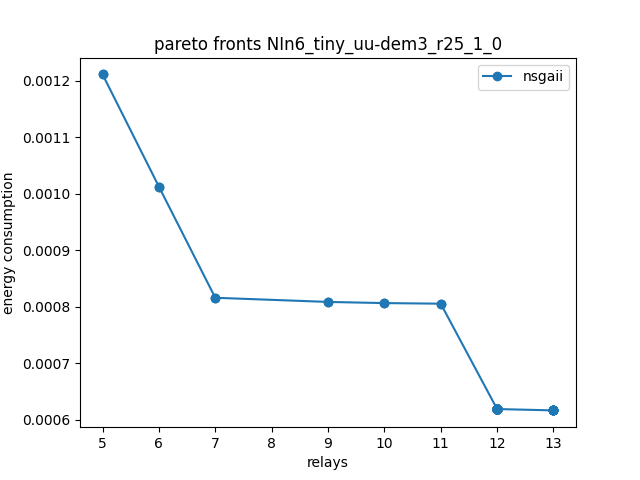 pareto fronts NIn6_tiny_uu-dem3_r25_1_0
nsgaii
energy consumption
0.0012
0.0011
0.0010
0.0009
0.0008
0.0007
0.0006
5 6 7 8 9 10 11 12 13
relays